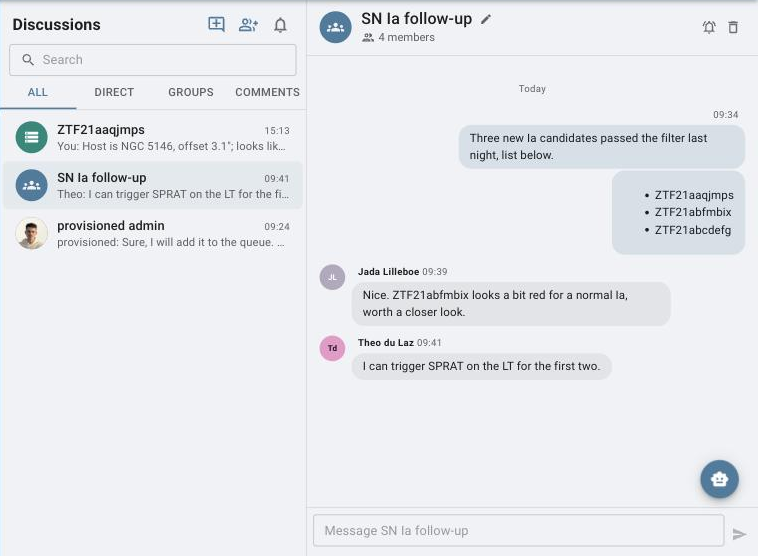 Discussions
Search
ALL DIRECT GROUPS COMMENTS
ZTF21aaqjmps 15:13
You: Host is NGC 5146, offset 3.1"; looks lik...
SN Ia follow-up 09:41
Theo: I can trigger SPRAT on the LT for the fi...
provisioned admin 09:24
provisioned: Sure, I will add it to the queue. ...
SN Ia follow-up
4 members
Today
09:34
Three new Ia candidates passed the filter last
night, list below.
• ZTF21aaqjmps
• ZTF21abfmbix
• ZTF21abcdefg
JL
Jada Lilleboe 09:39
Nice. ZTF21abfmbix looks a bit red for a normal Ia,
worth a closer look.
Td
Theo du Laz 09:41
I can trigger SPRAT on the LT for the first two.
Message SN Ia follow-up